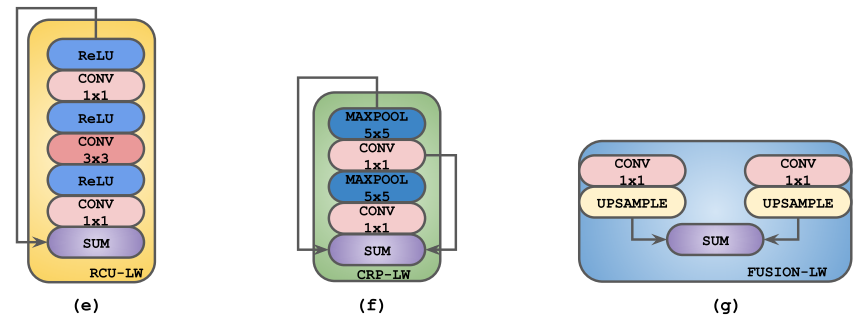 ReLU
CONV
1x1
ReLU
CONV
3x3
ReLU
CONV
1x1
SUM
RCU-LW
(e)
MAXPOOL
5x5
CONV
1x1
MAXPOOL
5x5
CONV
1x1
SUM
CRP-LW
(f)
CONV
1x1
UPSAMPLE
CONV
1x1
UPSAMPLE
SUM
FUSION-LW
(g)